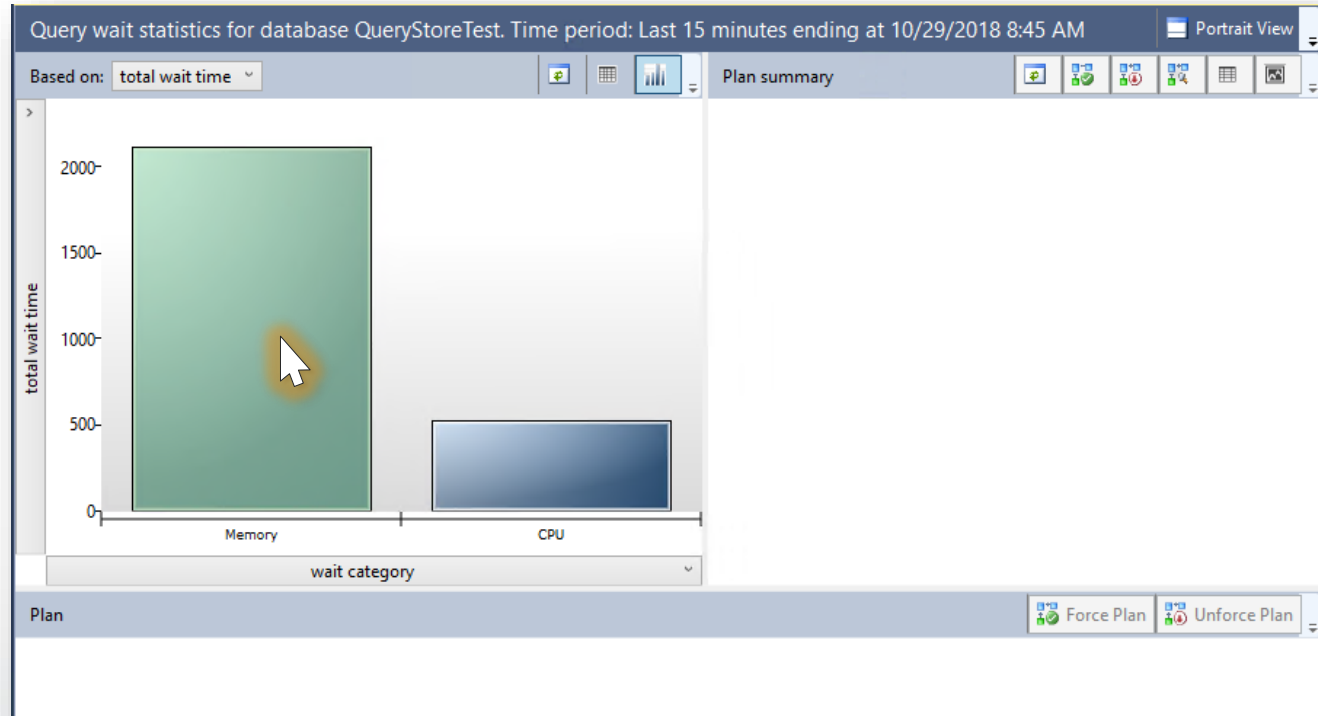 Query wait statistics for database QueryStoreTest. Time period: Last 15 minutes ending at 10/29/2018 8:45 AM
Portrait View
Based on: total wait time
Plan summary
total wait time
2000
1500
1000
500
0
Memory
CPU
wait category
Plan
Force Plan
Unforce Plan